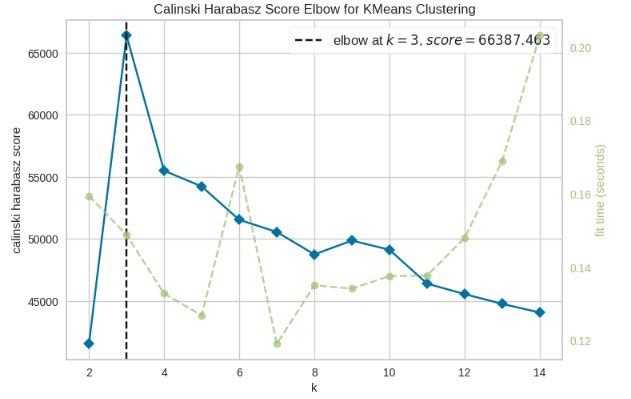 Calinski Harabasz Score Elbow for KMeans Clustering
elbow at k = 3, score = 66387.463
calinski harabasz score
65000
60000
55000
50000
45000
0.20
0.18
0.16
0.14
0.12
fit time (seconds)
2 4 6 8 10 12 14
k